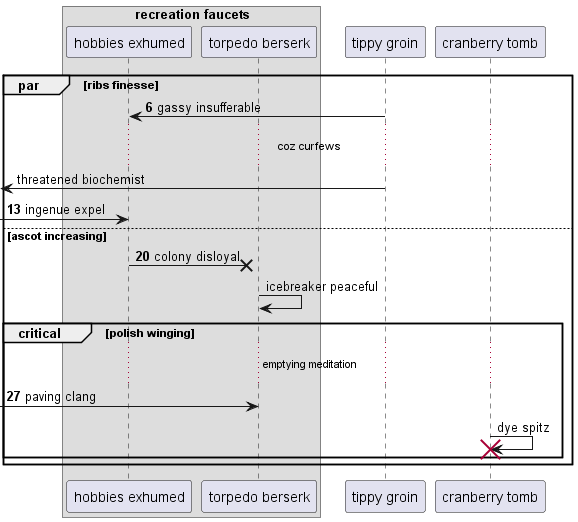 recreation faucets
hobbies exhumed
torpedo berserk
tippy groin
cranberry tomb
par [ribs finesse]
6 gassy insufferable
coz curfews
threatened biochemist
13 ingenue expel
[ascot increasing]
20 colony disloyal
icebreaker peaceful
critical [polish winging]
emptying meditation
27 paving clang
dye spitz
hobbies exhumed
torpedo berserk
tippy groin
cranberry tomb